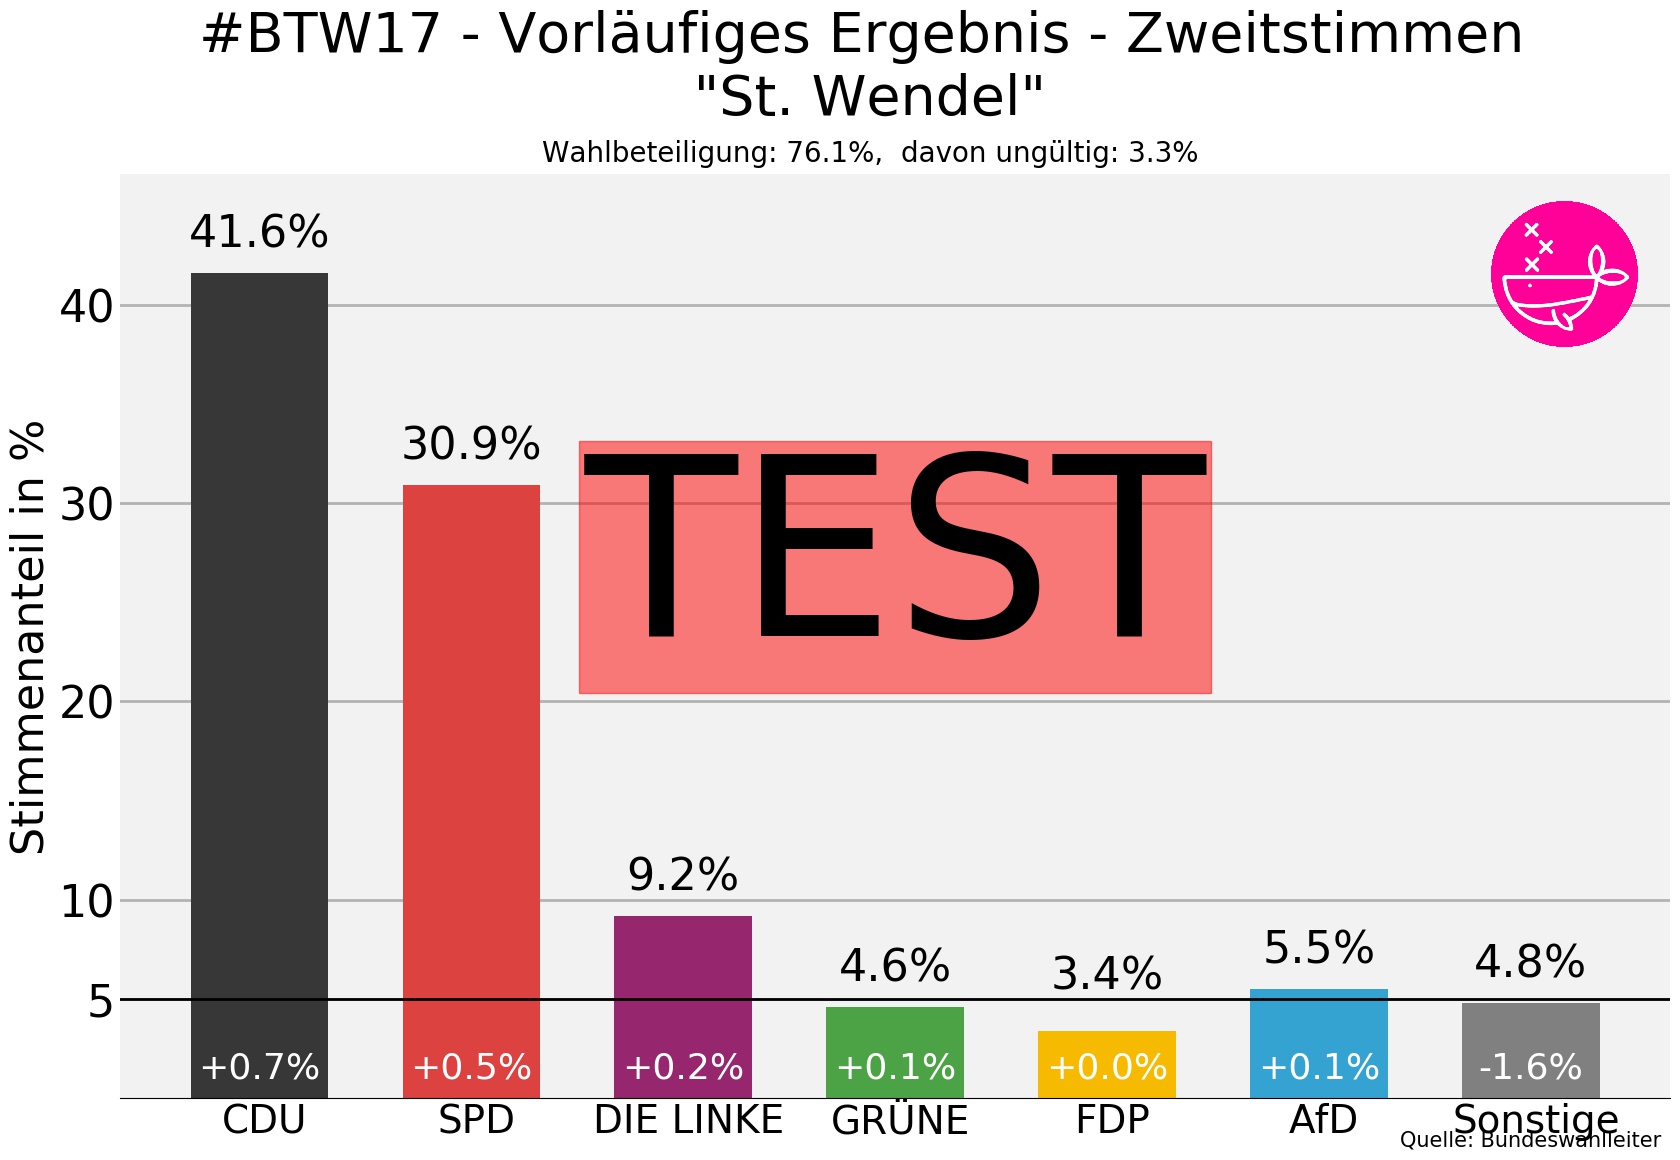 #BTW17 - Vorläufiges Ergebnis - Zweitstimmen
"St. Wendel"
Wahlbeteiligung: 76.1%,  davon ungültig: 3.3%
Stimmenanteil in %
40
30
20
10
5
41.6%
30.9%
9.2%
4.6%
3.4%
5.5%
4.8%
TEST
+0.7%
+0.5%
+0.2%
+0.1%
+0.0%
+0.1%
-1.6%
CDU
SPD
DIE LINKE
GRÜNE
FDP
AfD
Sonstige
Quelle: Bundeswahlleiter